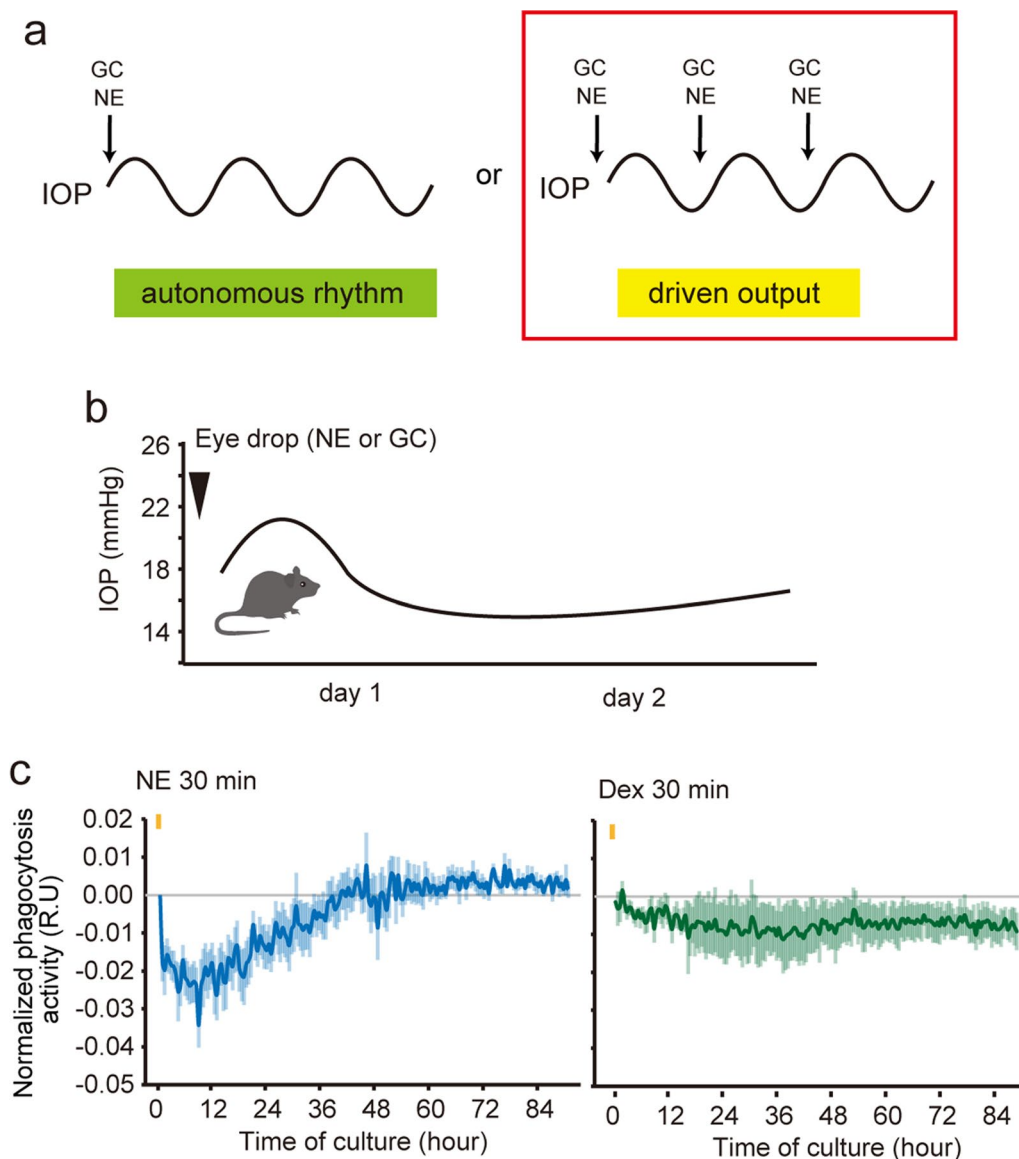 a
GC
NE
IOP
autonomous rhythm
or
GC
NE
GC
NE
GC
NE
IOP
driven output
b
Eye drop (NE or GC)
IOP (mmHg)
26
22
18
14
day 1
day 2
c
NE 30 min
Normalized phagocytosis
activity (R.U)
0.02
0.01
0.00
-0.01
-0.02
-0.03
-0.04
-0.05
0 12 24 36 48 60 72 84
Time of culture (hour)
Dex 30 min
0 12 24 36 48 60 72 84
Time of culture (hour)